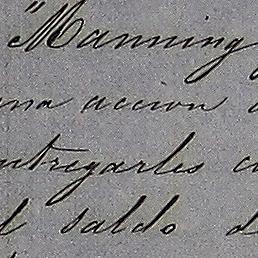 "Manning
una accion
entregarles
el saldo d